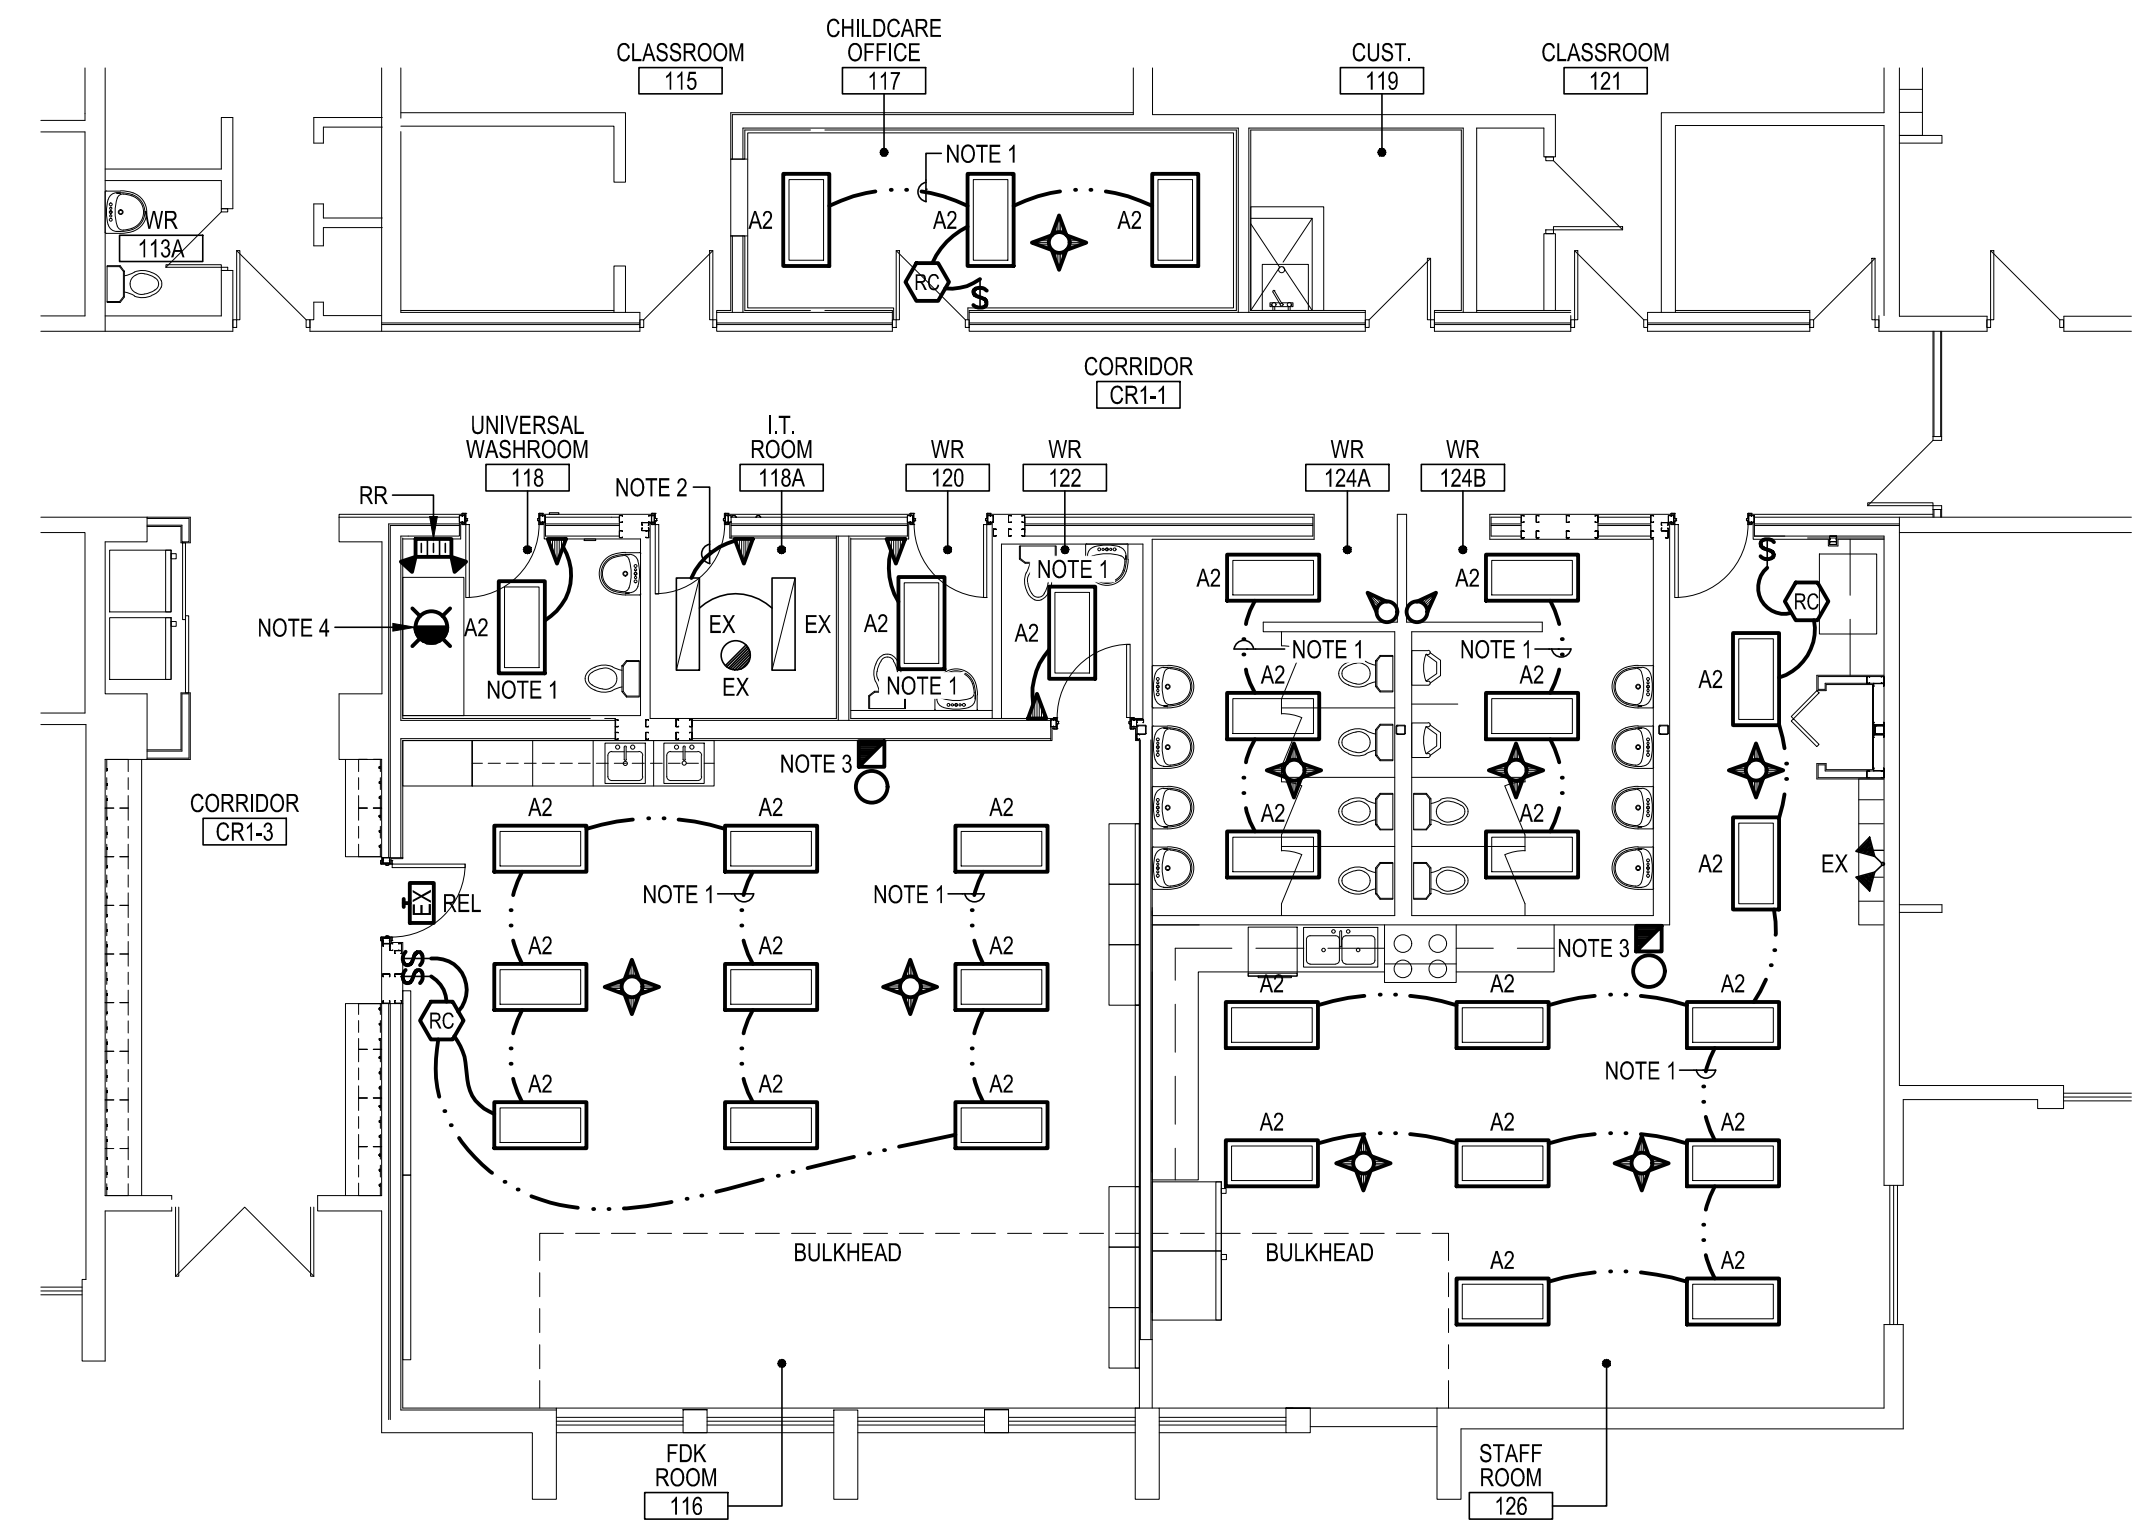 CHILDCARE
OFFICE
117
CLASSROOM
115
CUST.
119
CLASSROOM
121
NOTE 1
A2
A2
A2
WR
113A
RC
$
CORRIDOR
CR1-1
UNIVERSAL
WASHROOM
118
I.T.
ROOM
118A
WR
120
WR
122
WR
124A
WR
124B
RR
NOTE 2
NOTE 4
A2
NOTE 1
EX
EX
EX
A2
NOTE 1
NOTE 1
A2
A2
A2
NOTE 1
NOTE 1
A2
A2
A2
A2
$
RC
A2
A2
EX
NOTE 3
CORRIDOR
CR1-3
A2
A2
A2
EX
REL
NOTE 1
NOTE 1
$$
RC
A2
A2
A2
A2
A2
A2
NOTE 3
A2
A2
A2
NOTE 1
A2
A2
A2
A2
A2
BULKHEAD
BULKHEAD
FDK
ROOM
116
STAFF
ROOM
126